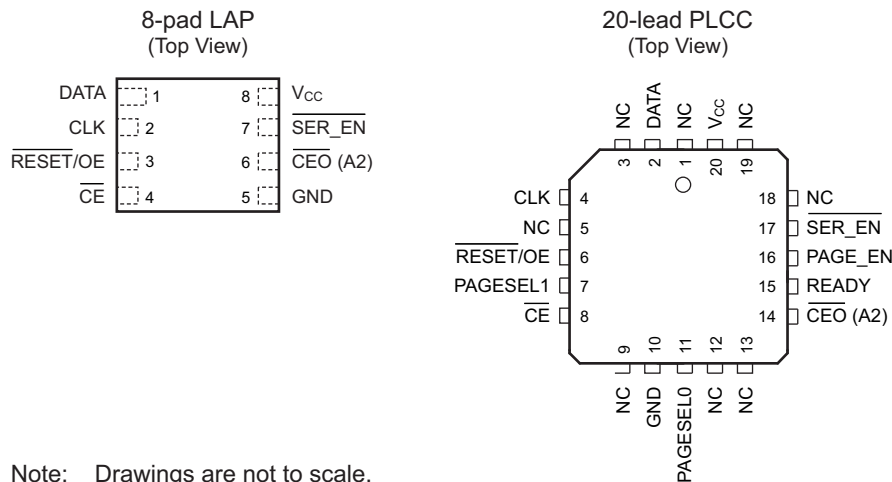 8-pad LAP
(Top View)
DATA 1 8 VCC
CLK 2 7 SER_EN
RESET/OE 3 6 CEO (A2)
CE 4 5 GND
20-lead PLCC
(Top View)
NC DATA NC VCC NC
3 2 1 20 19
CLK 4 18 NC
NC 5 17 SER_EN
RESET/OE 6 16 PAGE_EN
PAGESEL1 7 15 READY
CE 8 14 CEO (A2)
9 10 11 12 13
NC GND PAGESEL0 NC NC
Note: Drawings are not to scale.